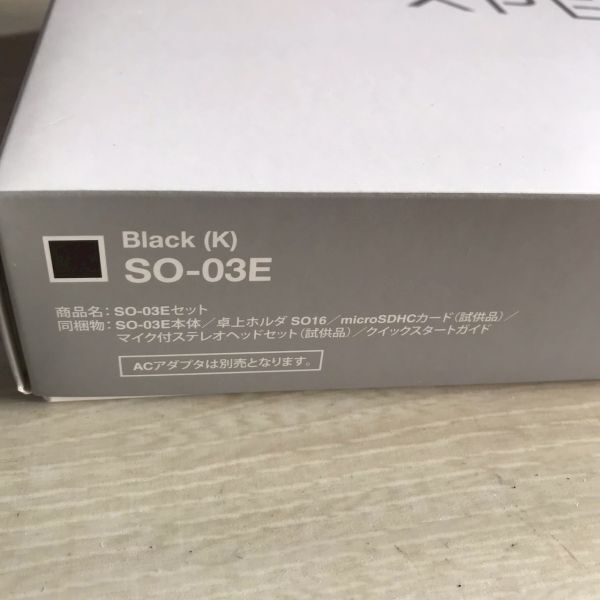 Black (K)
SO-03E
商品名：SO-03Eセット
同梱物：SO-03E本体／卓上ホルダ SO16／microSDHCカード（試供品）／
マイク付ステレオヘッドセット（試供品）／クイックスタートガイド
ACアダプタは別売となります。